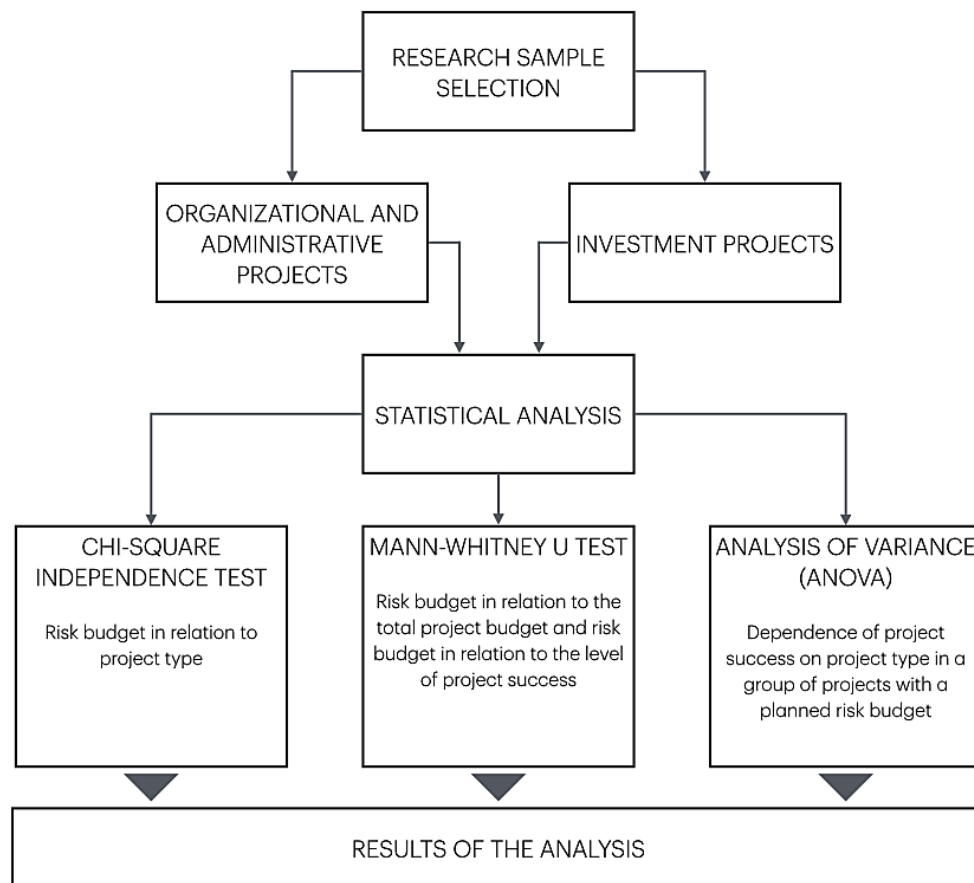 RESEARCH SAMPLE
SELECTION
ORGANIZATIONAL AND
ADMINISTRATIVE
PROJECTS
INVESTMENT PROJECTS
STATISTICAL ANALYSIS
CHI-SQUARE
INDEPENDENCE TEST
Risk budget in relation to
project type
MANN-WHITNEY U TEST
Risk budget in relation to the
total project budget and risk
budget in relation to the level
of project success
ANALYSIS OF VARIANCE
(ANOVA)
Dependence of project
success on project type in a
group of projects with a
planned risk budget
RESULTS OF THE ANALYSIS